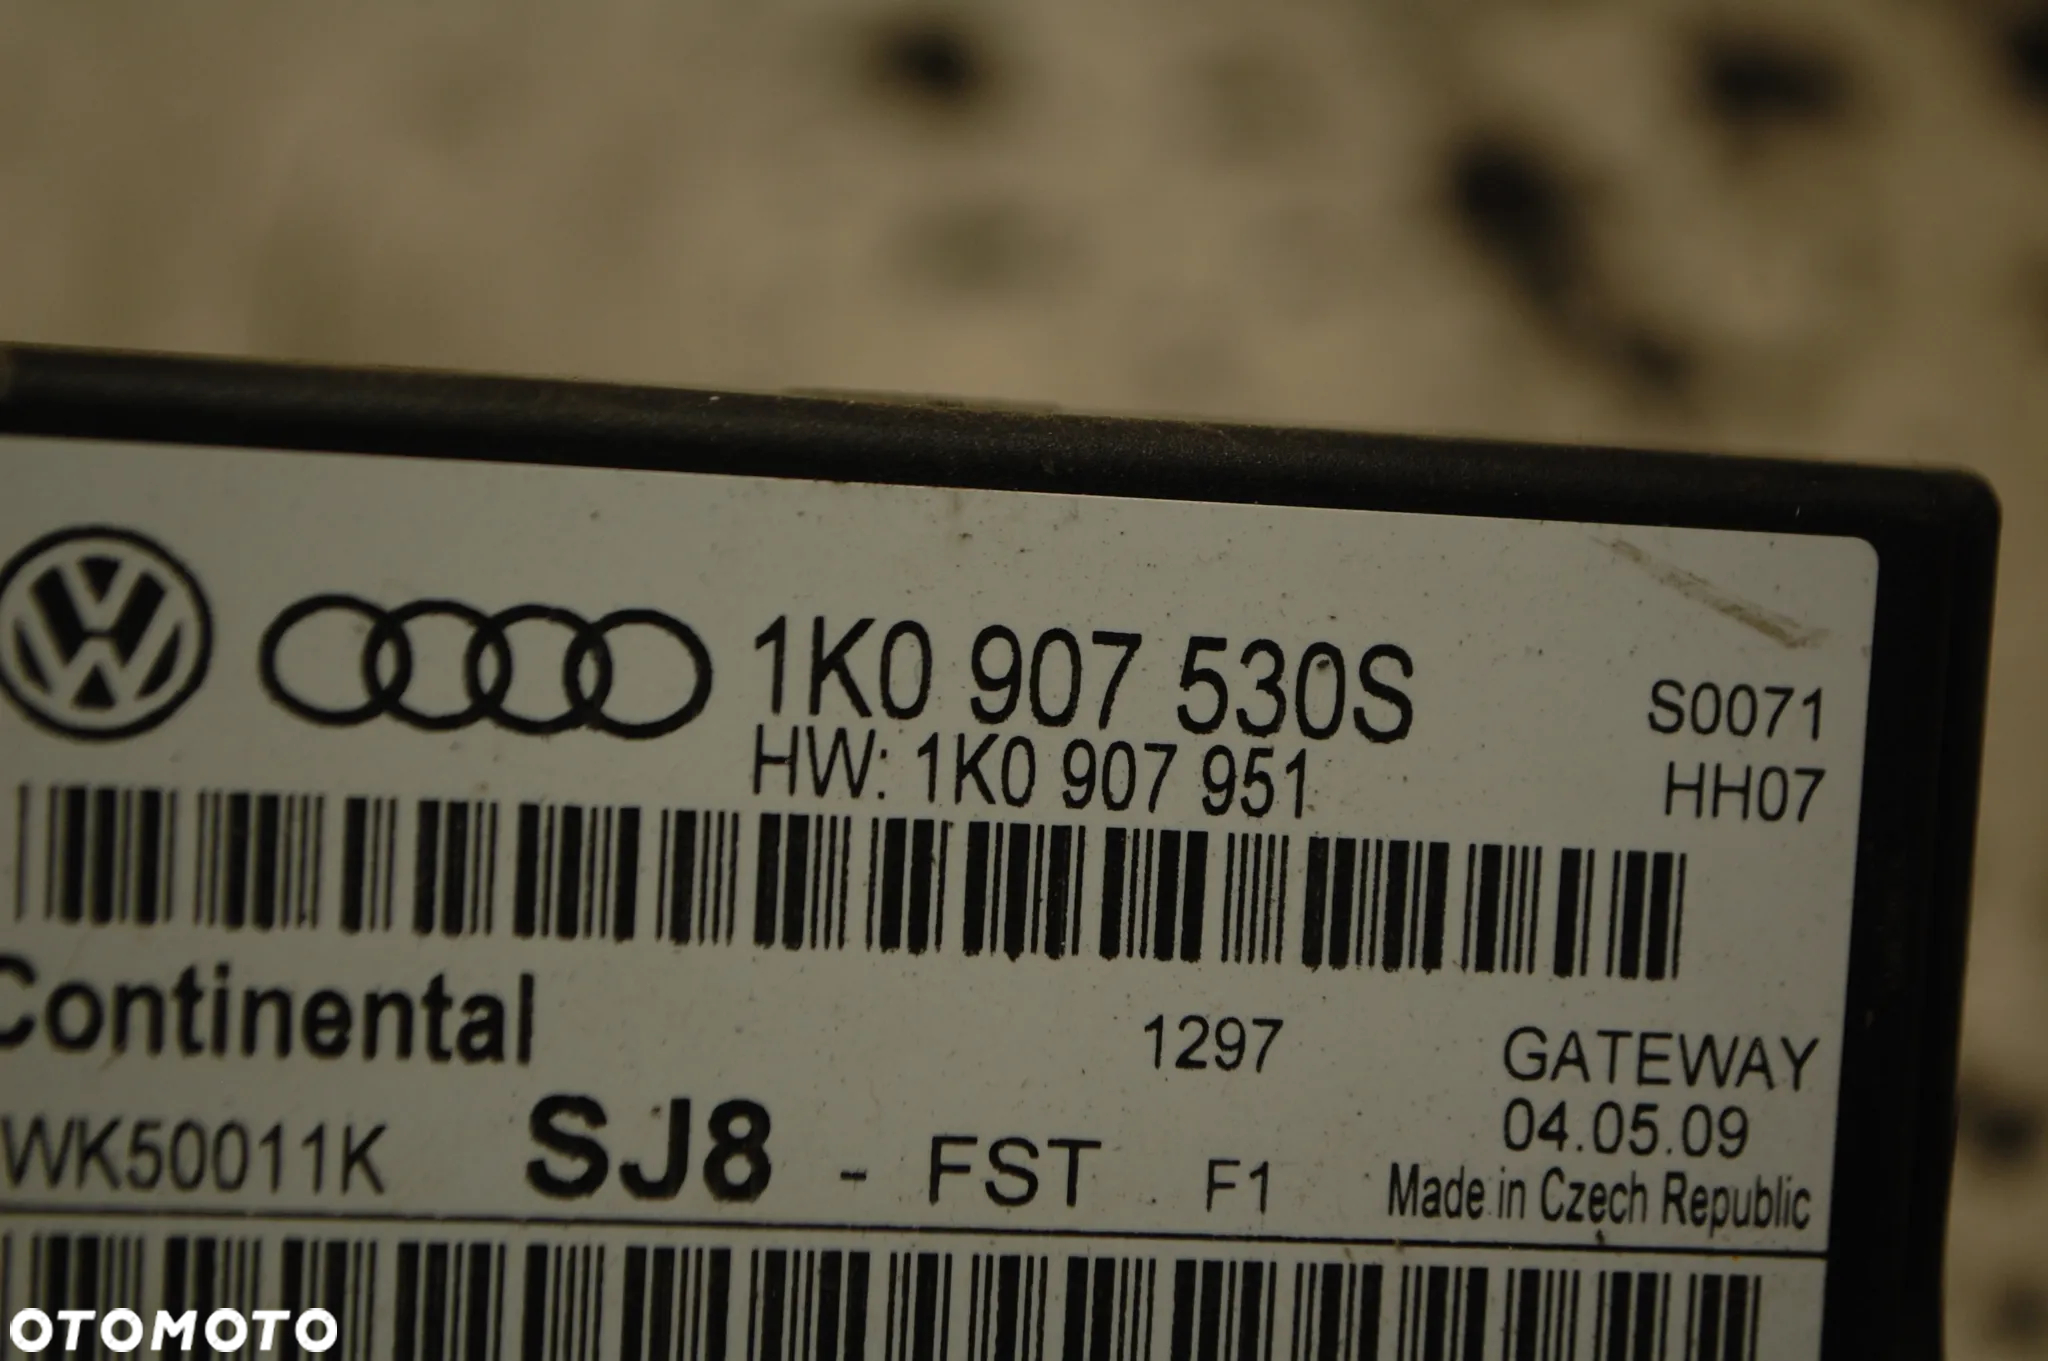 1K0 907 530S
S0071
HW: 1K0 907 951
HH07
Continental
1297
GATEWAY
04.05.09
WK50011K
SJ8 - FST F1
Made in Czech Republic
OTOMOTO